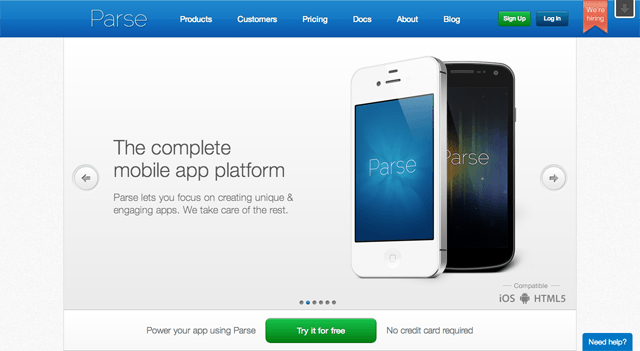 Parse
Products Customers Pricing Docs About Blog
Sign Up Log In
We're
hiring
The complete
mobile app platform
Parse lets you focus on creating unique &
engaging apps. We take care of the rest.
Parse
Parse
Compatible
iOS HTML5
Power your app using Parse Try it for free No credit card required
Need help?